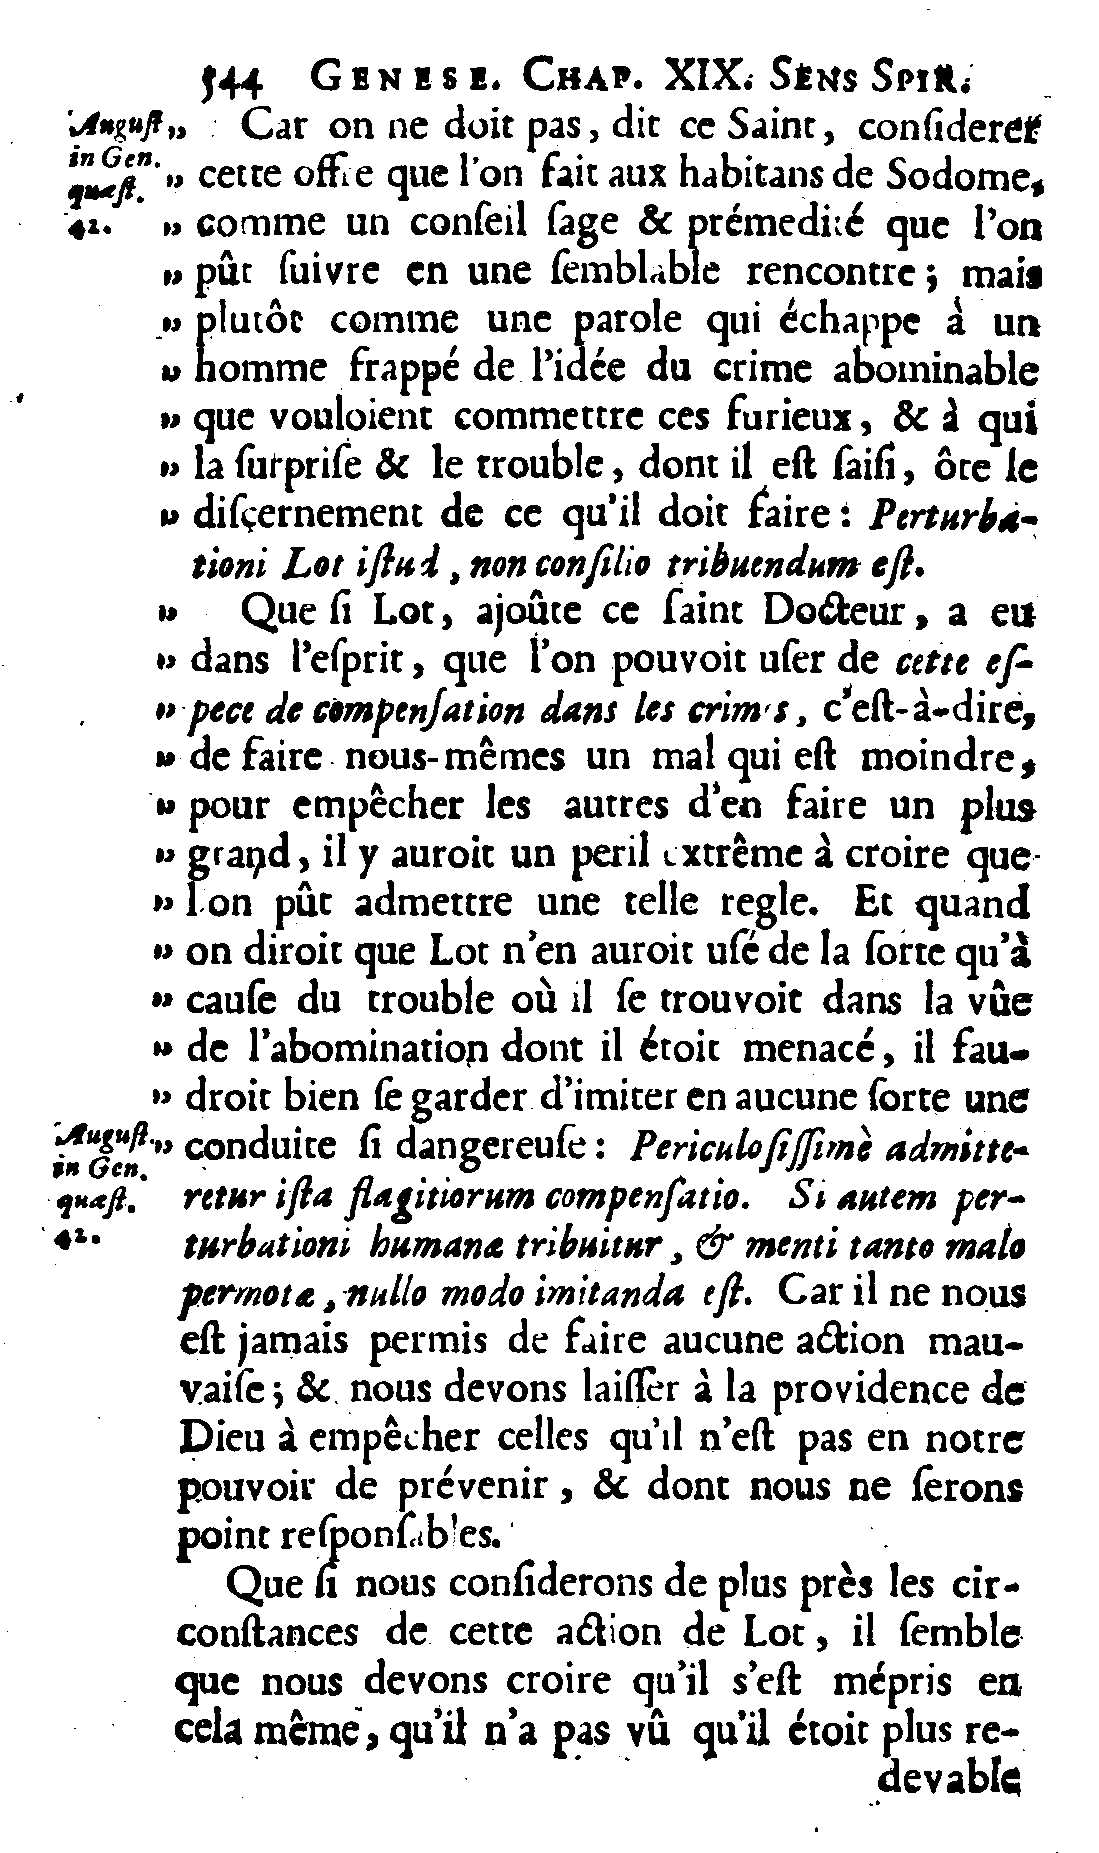 544 GENESE. CHAP. XIX. SENS SPIR.
August. in Gen. quæst. 42.
„ Car on ne doit pas, dit ce Saint, conſiderer
„ cette offre que l'on fait aux habitans de Sodome,
„ comme un conſeil ſage & prémedité que l'on
„ pût ſuivre en une ſemblable rencontre ; mais
„ plutôt comme une parole qui échappe à un
„ homme frappé de l'idée du crime abominable
„ que vouloient commettre ces furieux, & à qui
„ la ſurpriſe & le trouble, dont il eſt ſaiſi, ôte le
„ diſçernement de ce qu'il doit faire : Perturba-
tioni Lot iſtud, non conſilio tribuendum eſt.
„ Que ſi Lot, ajoûte ce ſaint Docteur, a eu
„ dans l'eſprit, que l'on pouvoit uſer de cette eſ-
„ pece de compenſation dans les crimes, c'eſt-à-dire,
„ de faire nous-mêmes un mal qui eſt moindre,
„ pour empêcher les autres d'en faire un plus
„ grand, il y auroit un peril extrême à croire que
„ l'on pût admettre une telle regle. Et quand
„ on diroit que Lot n'en auroit uſé de la ſorte qu'à
„ cauſe du trouble où il ſe trouvoit dans la vûe
„ de l'abomination dont il étoit menacé, il fau-
„ droit bien ſe garder d'imiter en aucune ſorte une
August. in Gen. quæst. 42.
„ conduite ſi dangereuſe : Periculoſiſſimè admitte-
retur iſta flagitiorum compenſatio. Si autem per-
turbationi humanæ tribuitur, & menti tanto malo
permotæ, nullo modo imitanda eſt. Car il ne nous
eſt jamais permis de faire aucune action mau-
vaiſe ; & nous devons laiſſer à la providence de
Dieu à empêcher celles qu'il n'eſt pas en notre
pouvoir de prévenir, & dont nous ne ſerons
point reſponſables.
Que ſi nous conſiderons de plus près les cir-
conſtances de cette action de Lot, il ſemble
que nous devons croire qu'il s'eſt mépris en
cela même, qu'il n'a pas vû qu'il étoit plus re-
devable